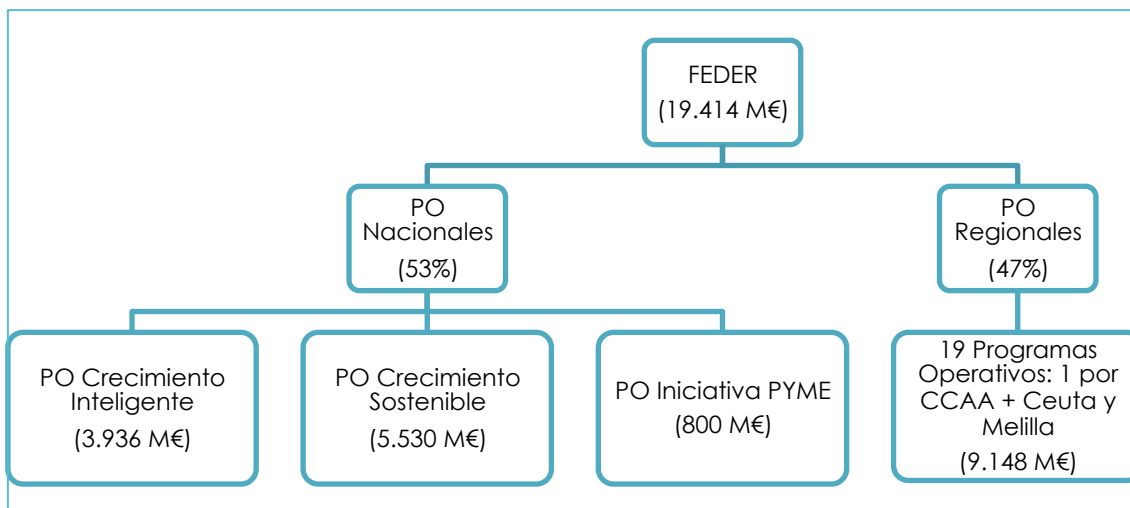 FEDER
(19.414 M€)
PO
Nacionales
(53%)
PO
Regionales
(47%)
PO Crecimiento
Inteligente
(3.936 M€)
PO Crecimiento
Sostenible
(5.530 M€)
PO Iniciativa PYME
(800 M€)
19 Programas
Operativos: 1 por
CCAA + Ceuta y
Melilla
(9.148 M€)